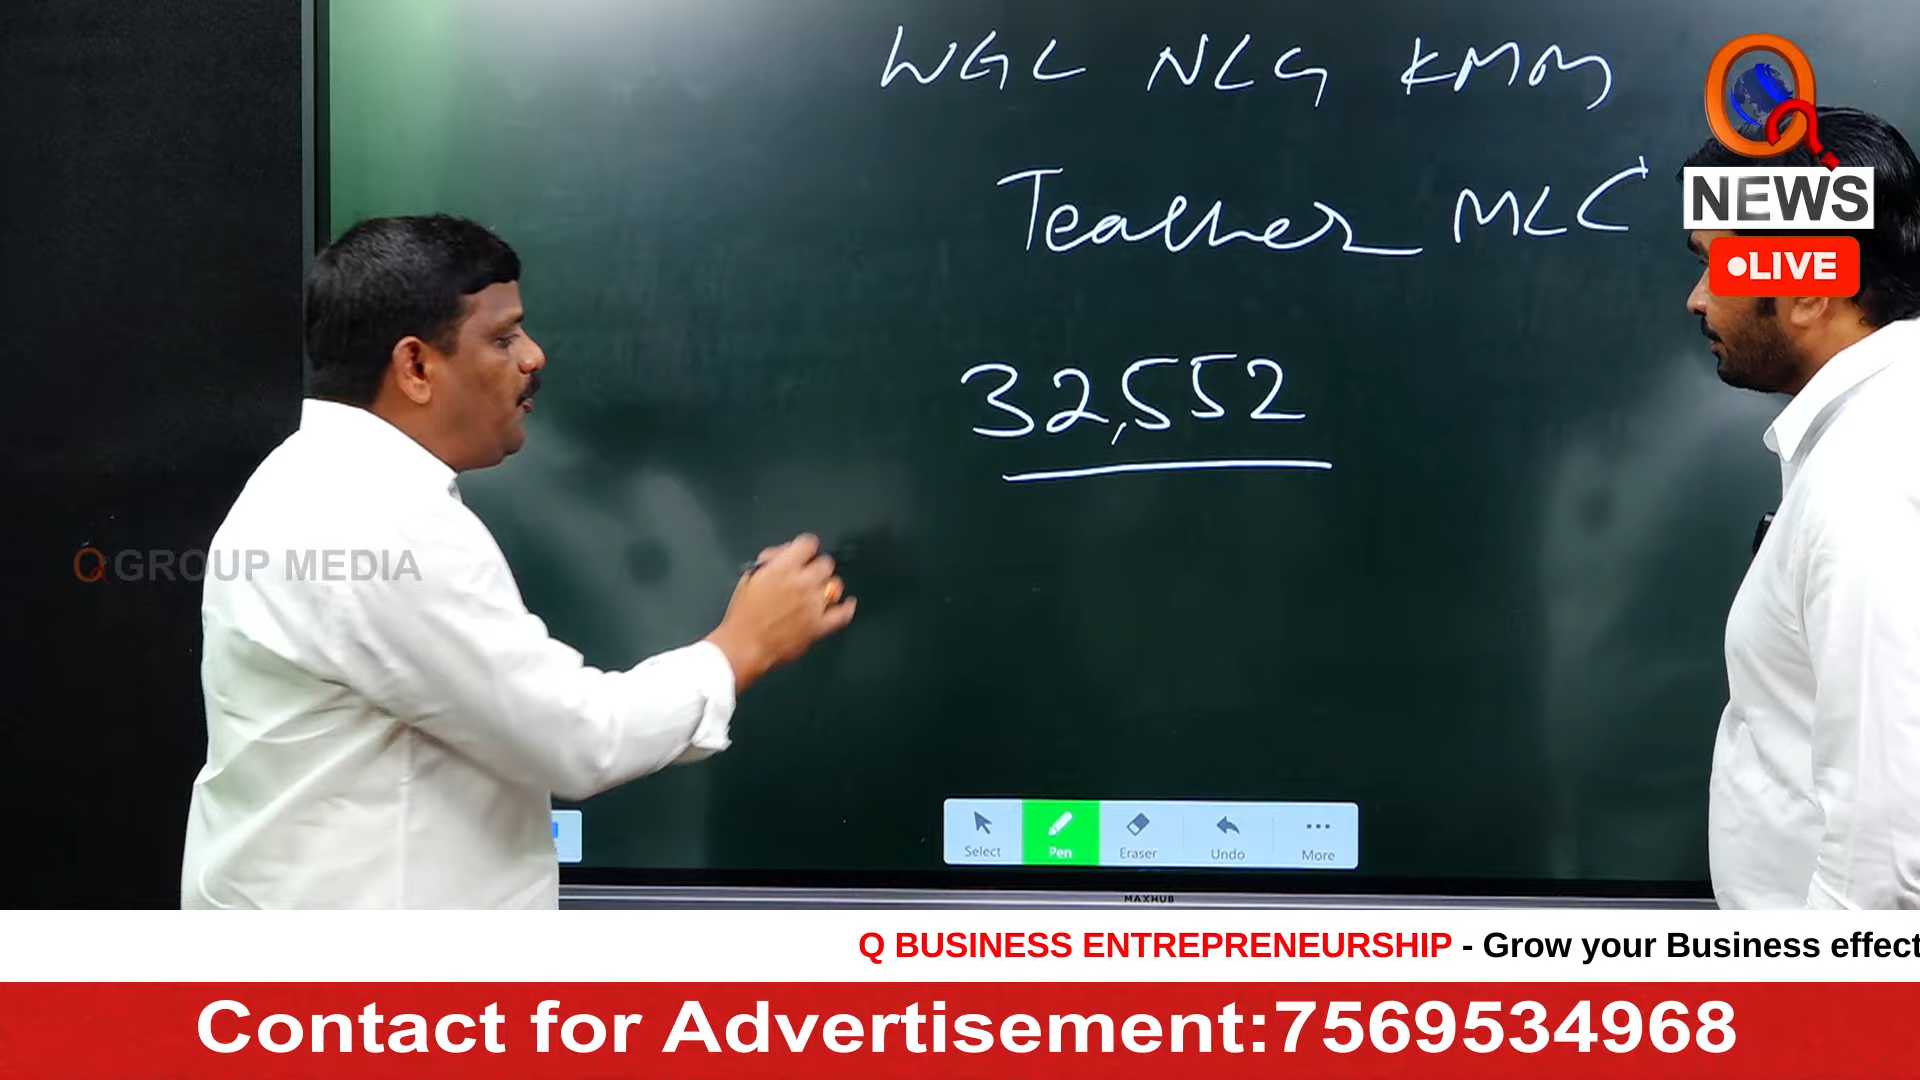 WGL NLG KMM
Teacher MLC
32,552
Q
NEWS
LIVE
Q GROUP MEDIA
Select Pen Eraser Undo More
MAXHUB
Q BUSINESS ENTREPRENEURSHIP - Grow your Business effect
Contact for Advertisement:7569534968